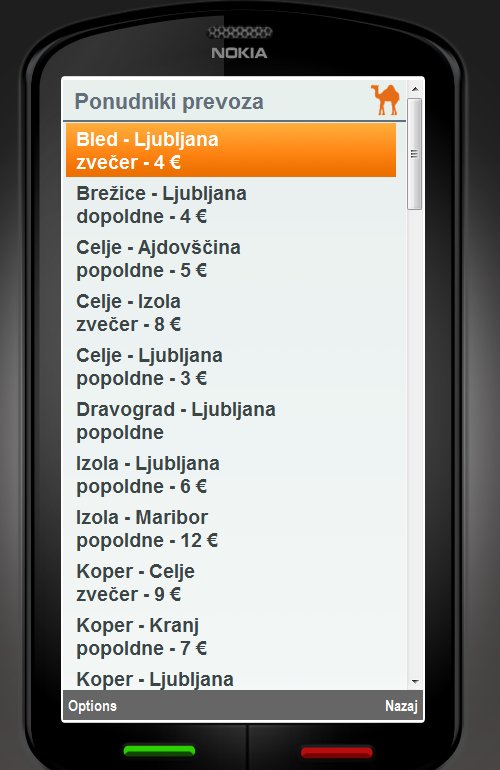 NOKIA
Ponudniki prevoza
Bled - Ljubljana
zvečer - 4 €
Brežice - Ljubljana
dopoldne - 4 €
Celje - Ajdovščina
popoldne - 5 €
Celje - Izola
zvečer - 8 €
Celje - Ljubljana
popoldne - 3 €
Dravograd - Ljubljana
popoldne
Izola - Ljubljana
popoldne - 6 €
Izola - Maribor
popoldne - 12 €
Koper - Celje
zvečer - 9 €
Koper - Kranj
popoldne - 7 €
Koper - Ljubljana
Options
Nazaj